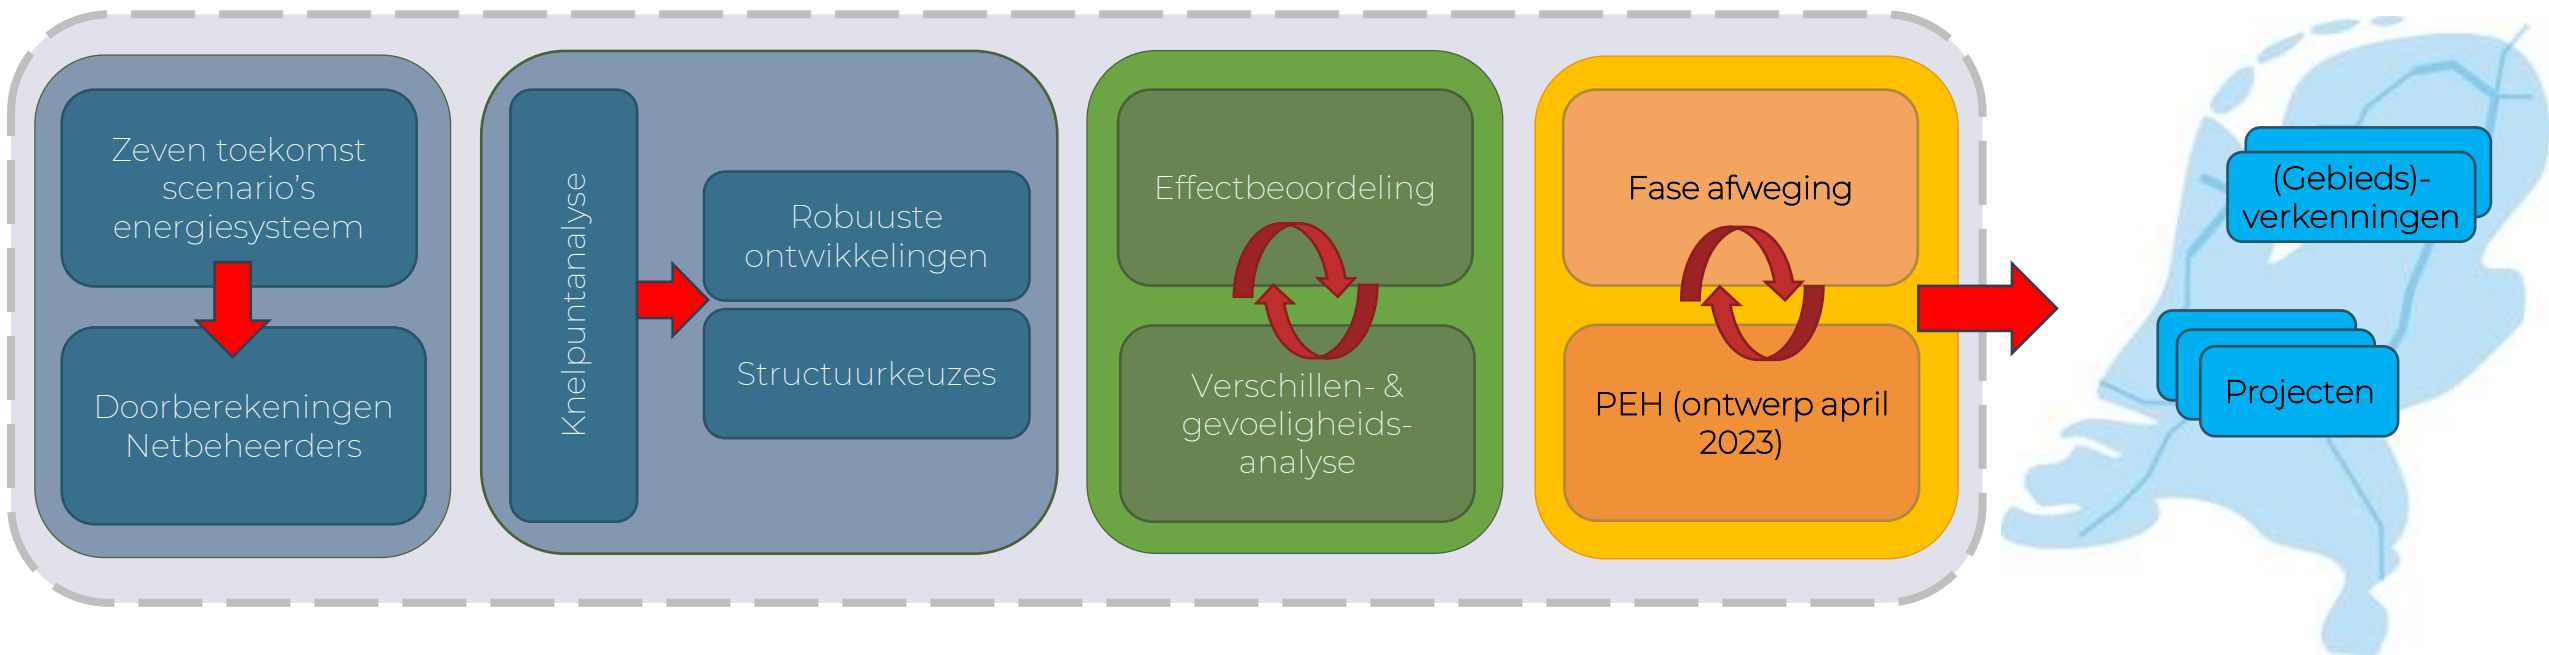 Zeven toekomst
scenario’s
energiesysteem
Doorberekeningen
Netbeheerders
Knelpuntanalyse
Robuuste
ontwikkelingen
Structuurkeuzes
Effectbeoordeling
Verschillen- &
gevoeligheids-
analyse
Fase afweging
PEH (ontwerp april
2023)
(Gebieds)-
verkenningen
Projecten